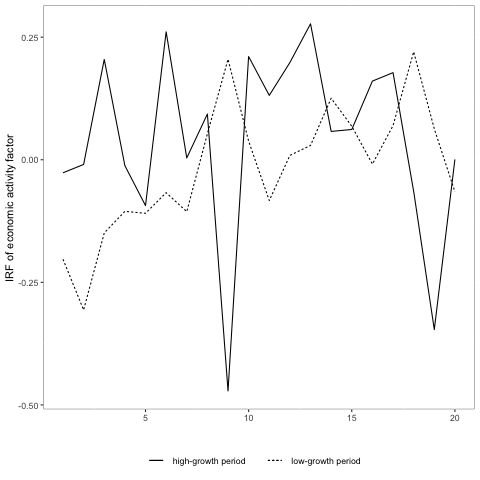 IRF of economic activity factor
0.25
0.00
-0.25
-0.50
5
10
15
20
high-growth period
low-growth period